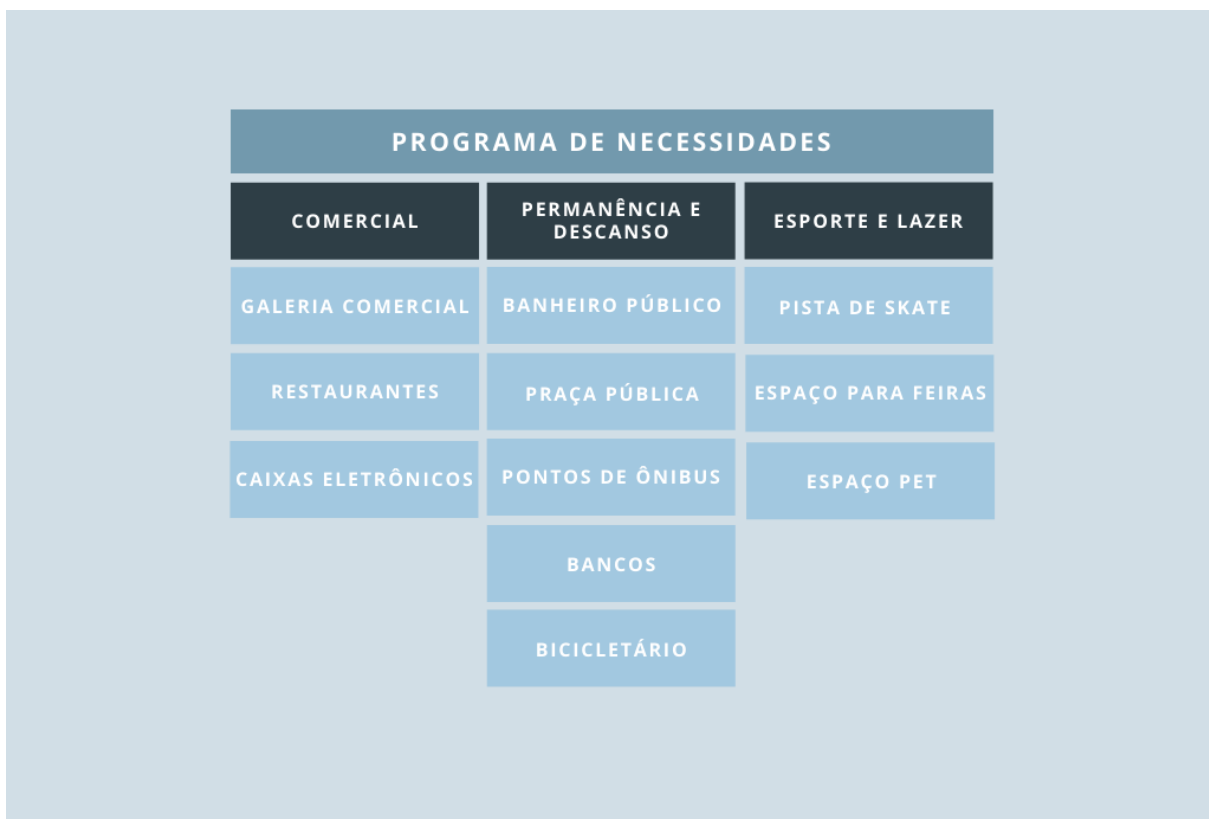 PROGRAMA DE NECESSIDADES
COMERCIAL
PERMANÊNCIA E
DESCANSO
ESPORTE E LAZER
GALERIA COMERCIAL
BANHEIRO PÚBLICO
PISTA DE SKATE
RESTAURANTES
PRAÇA PÚBLICA
ESPAÇO PARA FEIRAS
CAIXAS ELETRÔNICOS
PONTOS DE ÔNIBUS
ESPAÇO PET
BANCOS
BICICLETÁRIO